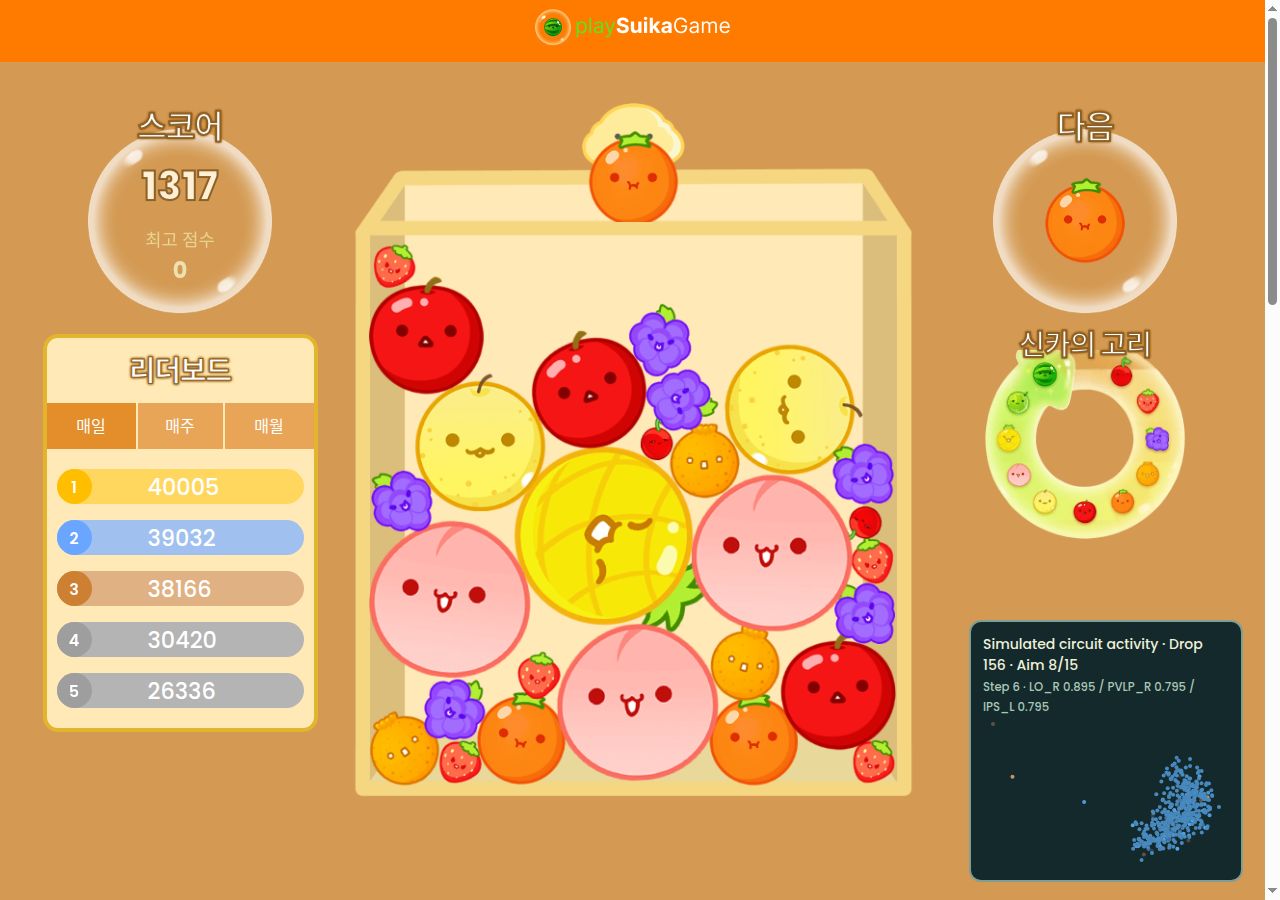 playSuikaGame
스코어
1317
최고 점수
0
다음
리더보드
매일 매주 매월
1 40005
2 39032
3 38166
4 30420
5 26336
신카의 고리
Simulated circuit activity · Drop
156 · Aim 8/15
Step 6 · LO_R 0.895 / PVLP_R 0.795 /
IPS_L 0.795